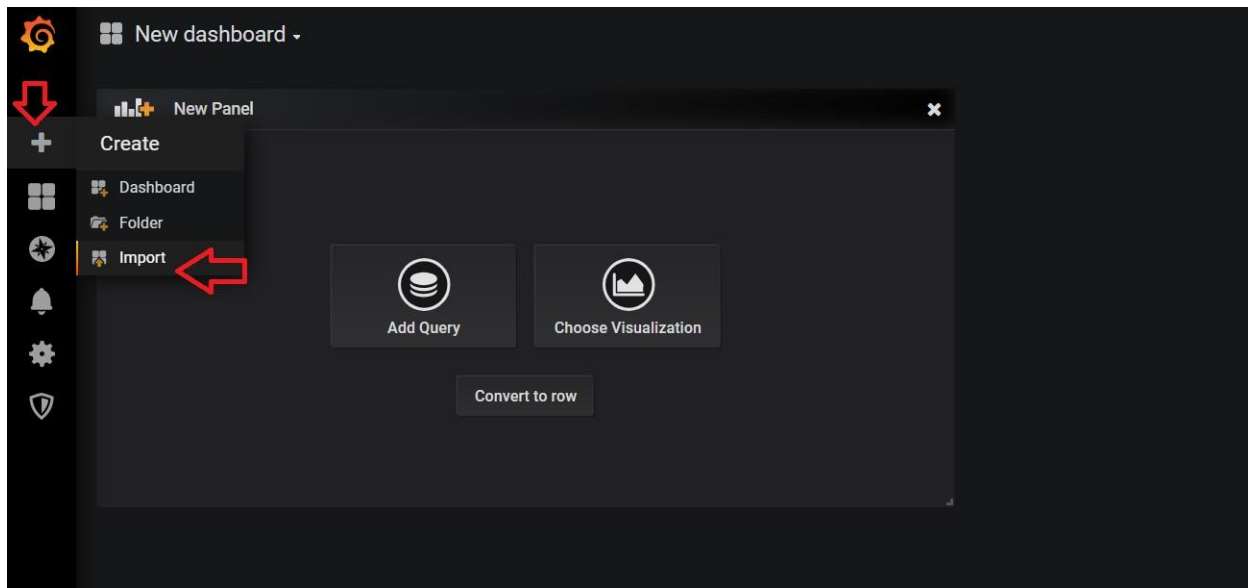 New dashboard
New Panel
Create
Dashboard
Folder
Import
Add Query
Choose Visualization
Convert to row